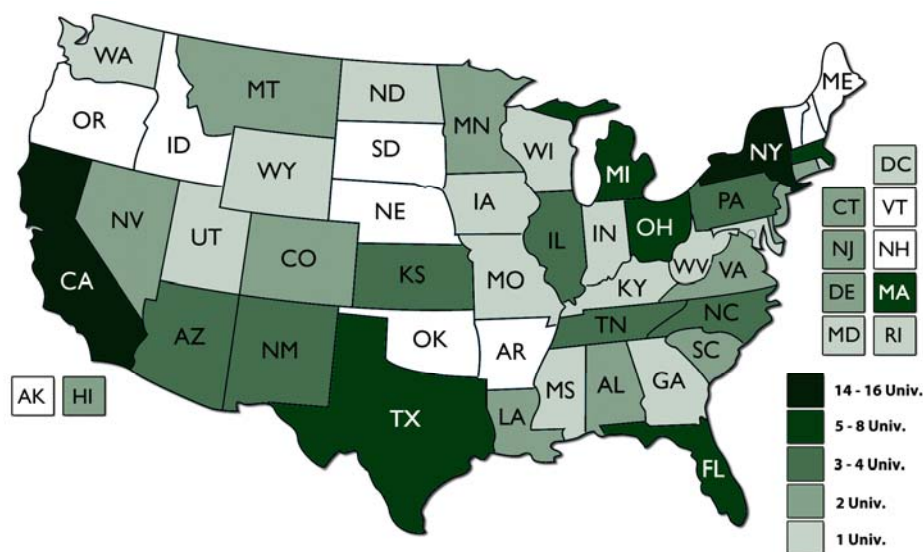 WA
MT
ND
MN
ME
OR
ID
SD
WI
MI
NY
WY
NE
IA
PA
NV
UT
CO
KS
MO
IL
IN
OH
WV
VA
KY
CA
AZ
NM
OK
AR
TN
NC
SC
MS
AL
GA
TX
LA
FL
AK
HI
DC
CT
VT
NJ
NH
DE
MA
MD
RI
14 - 16 Univ.
5 - 8 Univ.
3 - 4 Univ.
2 Univ.
1 Univ.